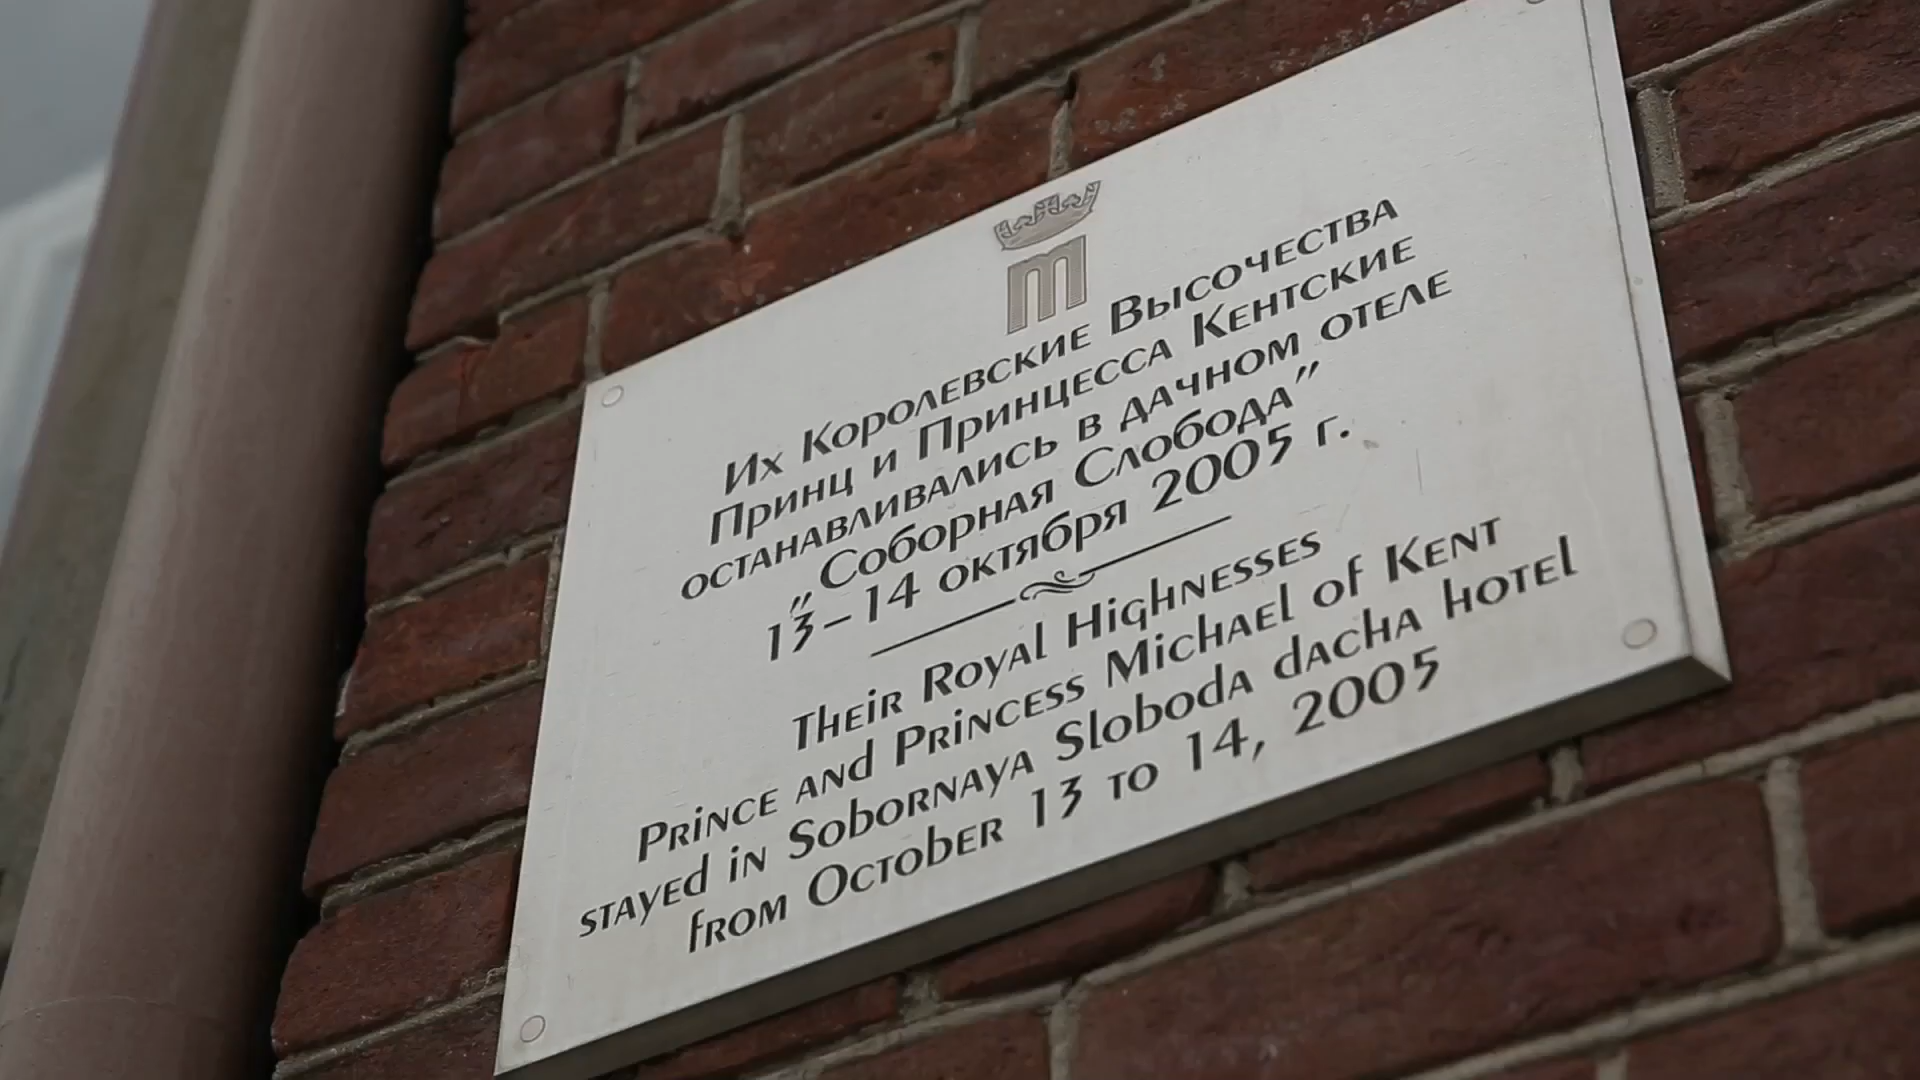 Их Королевские Высочества
Принц и Принцесса Кентские
останавливались в дачном отеле
„Соборная Слобода”
13–14 октября 2005 г.
Their Royal Highnesses
Prince and Princess Michael of Kent
stayed in Sobornaya Sloboda dacha hotel
from October 13 to 14, 2005